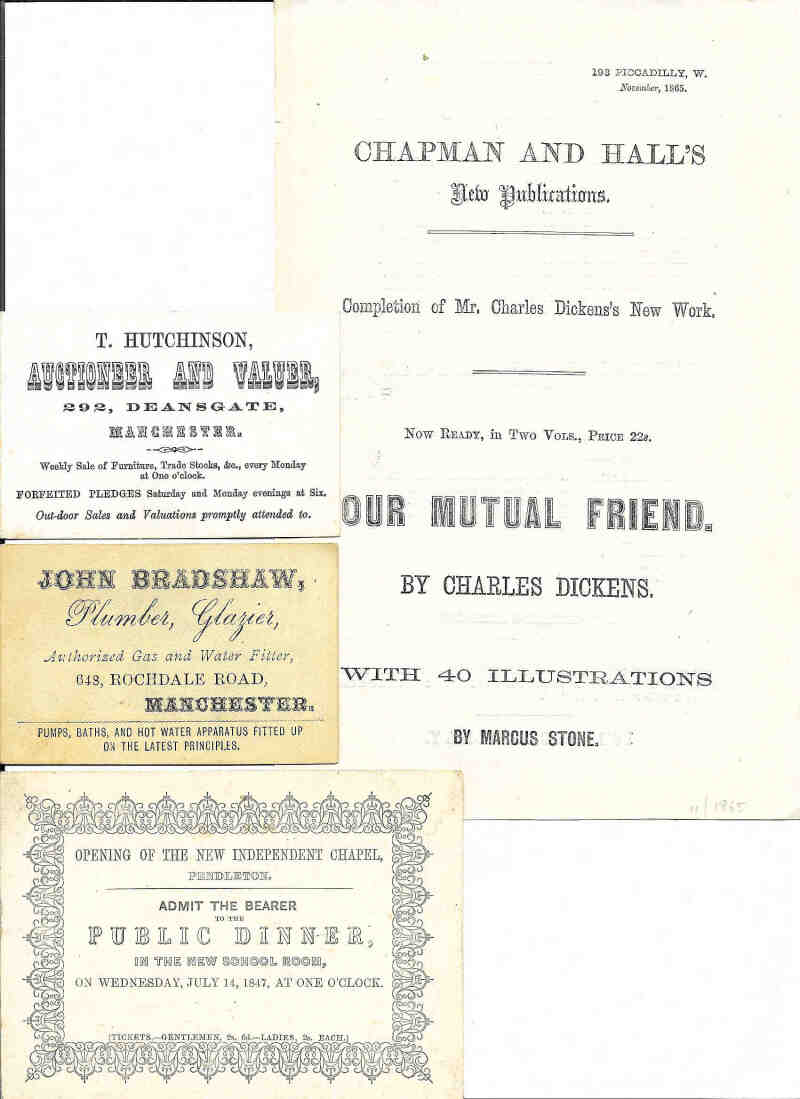 193 PICCADILLY, W.
November, 1865.
CHAPMAN AND HALL'S
New Publications.
Completion of Mr. Charles Dickens's New Work.
Now Ready, in Two Vols., Price 22s.
OUR MUTUAL FRIEND.
BY CHARLES DICKENS.
WITH 40 ILLUSTRATIONS
BY MARCUS STONE.
11/1865
T. HUTCHINSON,
AUCTIONEER AND VALUER,
292, DEANSGATE,
MANCHESTER.
Weekly Sale of Furniture, Trade Stocks, &c., every Monday
at One o'clock.
FORFEITED PLEDGES Saturday and Monday evenings at Six.
Out-door Sales and Valuations promptly attended to.
JOHN BRADSHAW,
Plumber, Glazier,
Authorized Gas and Water Fitter,
648, ROCHDALE ROAD,
MANCHESTER.
PUMPS, BATHS, AND HOT WATER APPARATUS FITTED UP
ON THE LATEST PRINCIPLES.
OPENING OF THE NEW INDEPENDENT CHAPEL,
PENDLETON.
ADMIT THE BEARER
TO THE
PUBLIC DINNER,
IN THE NEW SCHOOL ROOM,
ON WEDNESDAY, JULY 14, 1847, AT ONE O'CLOCK.
(TICKETS.—GENTLEMEN, 2s. 6d.—LADIES, 2s. EACH.)